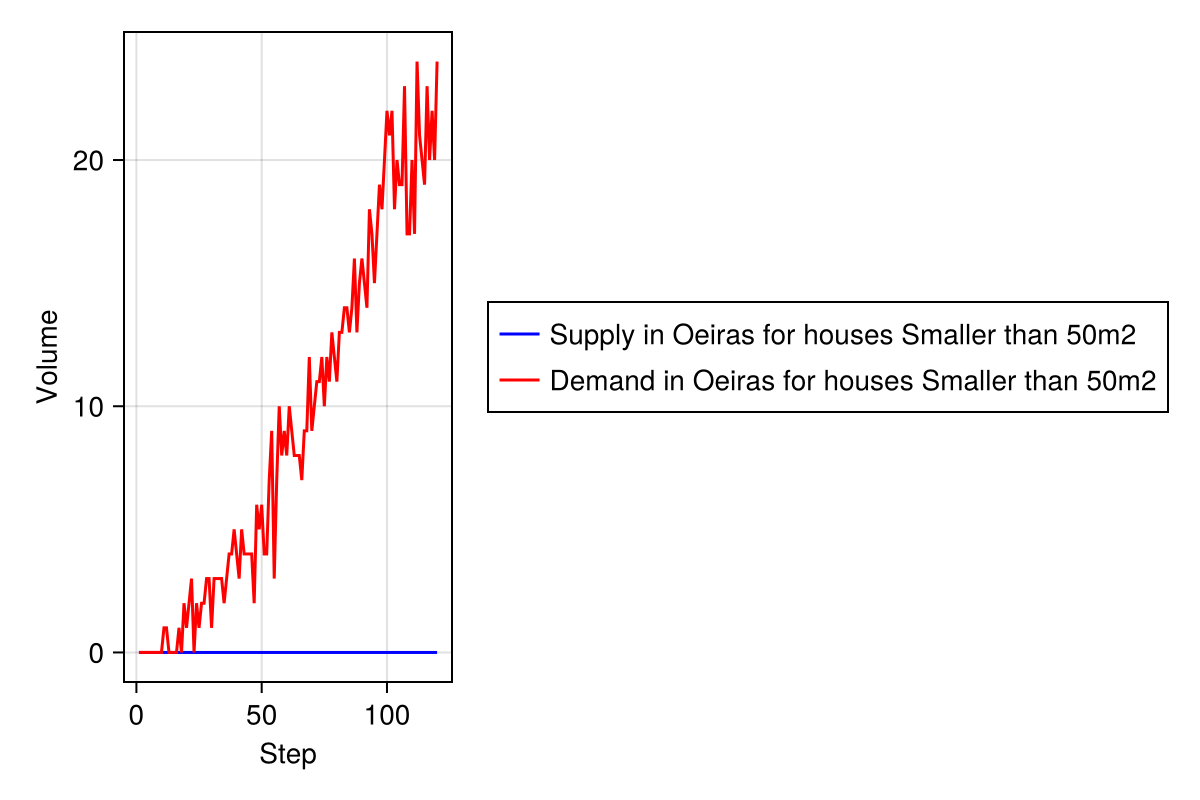 Volume
20
10
0
0 50 100
Step
Supply in Oeiras for houses Smaller than 50m2
Demand in Oeiras for houses Smaller than 50m2